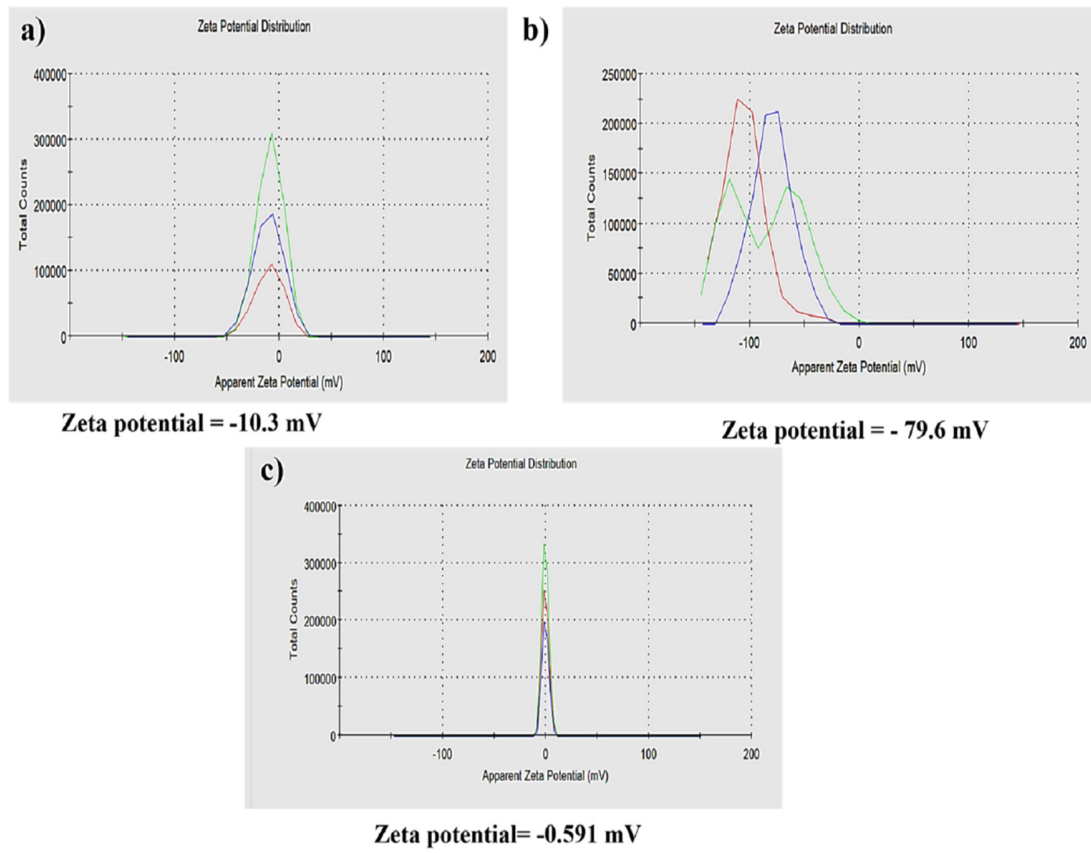 a)
Zeta Potential Distribution
400000
300000
200000
100000
0
Total Counts
-100 0 100 200
Apparent Zeta Potential (mV)
Zeta potential = -10.3 mV
b)
Zeta Potential Distribution
250000
200000
150000
100000
50000
0
Total Counts
-100 0 100 200
Apparent Zeta Potential (mV)
Zeta potential = - 79.6 mV
c)
Zeta Potential Distribution
400000
300000
200000
100000
0
Total Counts
-100 0 100 200
Apparent Zeta Potential (mV)
Zeta potential= -0.591 mV